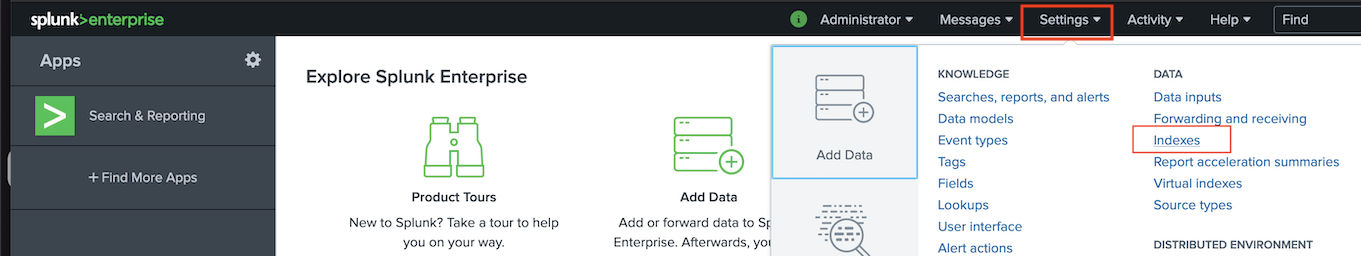 splunk>enterprise
i Administrator Messages Settings Activity Help Find
Apps
Search & Reporting
+ Find More Apps
Explore Splunk Enterprise
Product Tours
New to Splunk? Take a tour to help
you on your way.
Add Data
Add or forward data to Sp
Enterprise. Afterwards, you
Add Data
KNOWLEDGE
Searches, reports, and alerts
Data models
Event types
Tags
Fields
Lookups
User interface
Alert actions
DATA
Data inputs
Forwarding and receiving
Indexes
Report acceleration summaries
Virtual indexes
Source types
DISTRIBUTED ENVIRONMENT